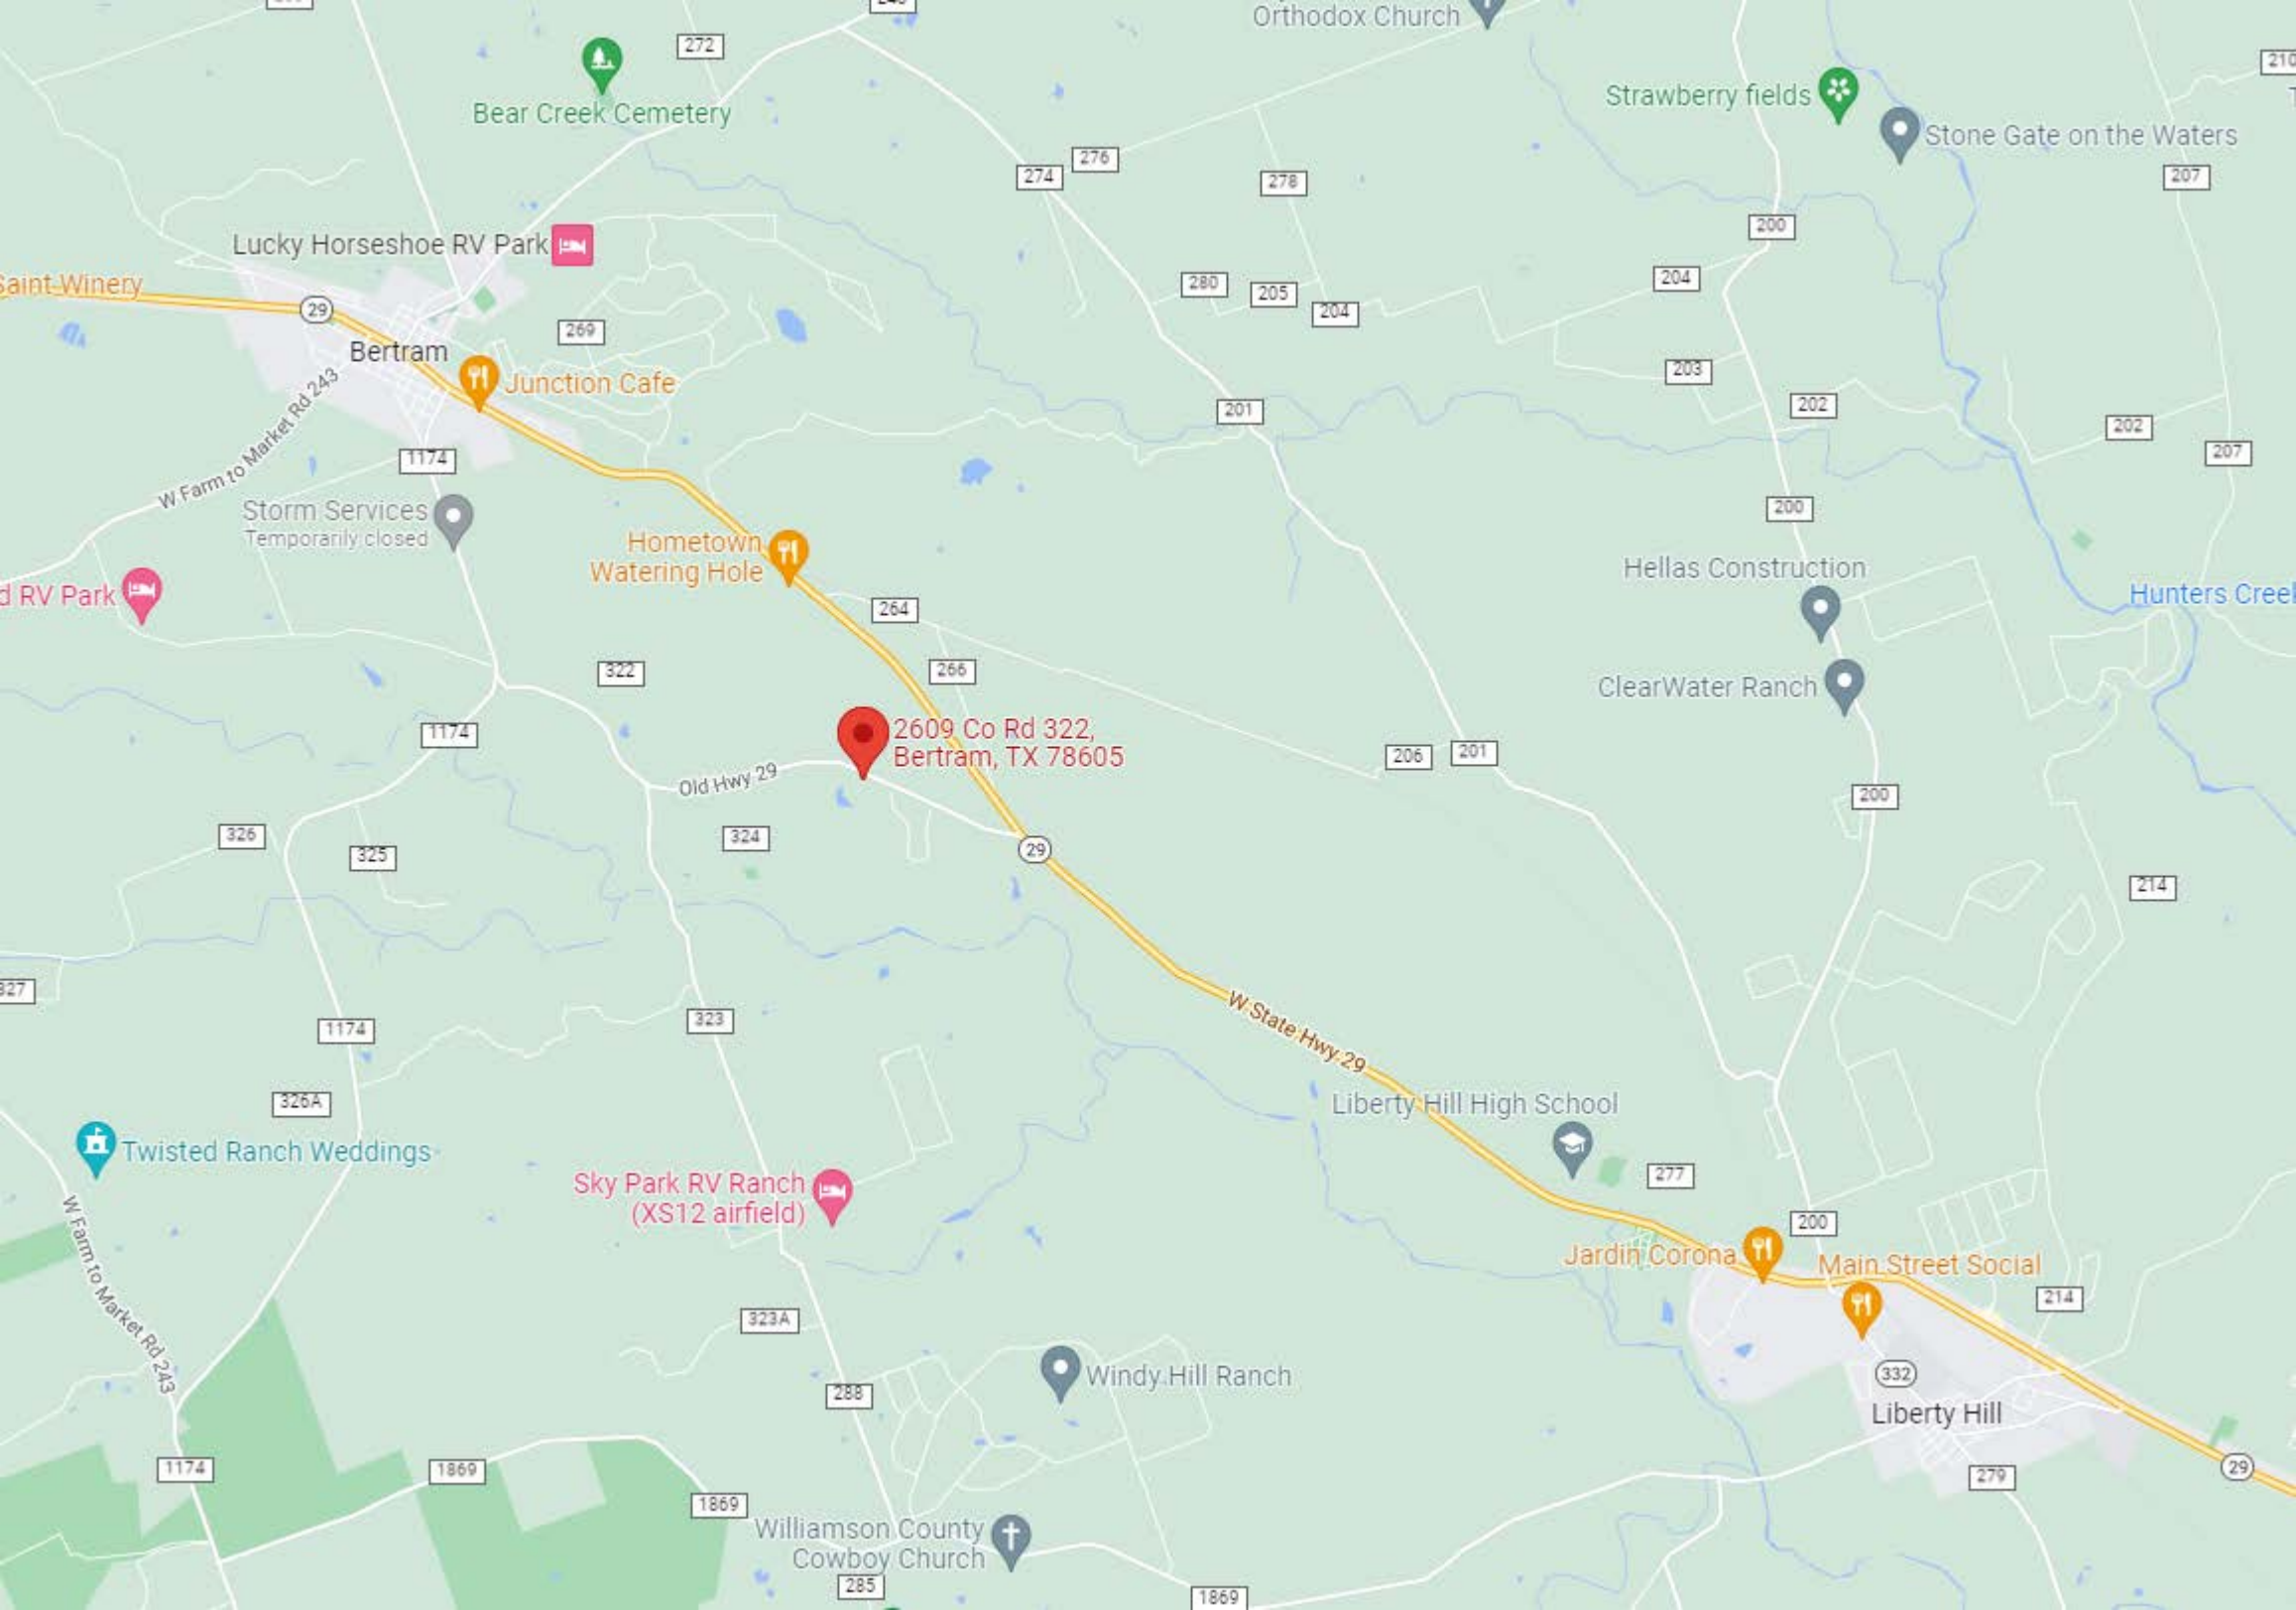 Orthodox Church
272
Bear Creek Cemetery
Strawberry fields
Stone Gate on the Waters
210
276
274
278
207
200
Lucky Horseshoe RV Park
Saint Winery
29
280
205
204
204
269
Bertram
Junction Cafe
203
201
202
202
207
W Farm to Market Rd 243
1174
Storm Services
Temporarily closed
200
Hometown
Watering Hole
Hellas Construction
d RV Park
264
Hunters Creek
322
266
ClearWater Ranch
1174
2609 Co Rd 322,
Bertram, TX 78605
206
201
Old Hwy 29
200
326
325
324
29
214
327
W State Hwy 29
1174
323
326A
Liberty Hill High School
Twisted Ranch Weddings
277
Sky Park RV Ranch
(XS12 airfield)
W Farm to Market Rd 243
200
Jardin Corona
Main Street Social
214
323A
Windy Hill Ranch
288
332
Liberty Hill
1174
1869
29
279
1869
Williamson County
Cowboy Church
285
1869